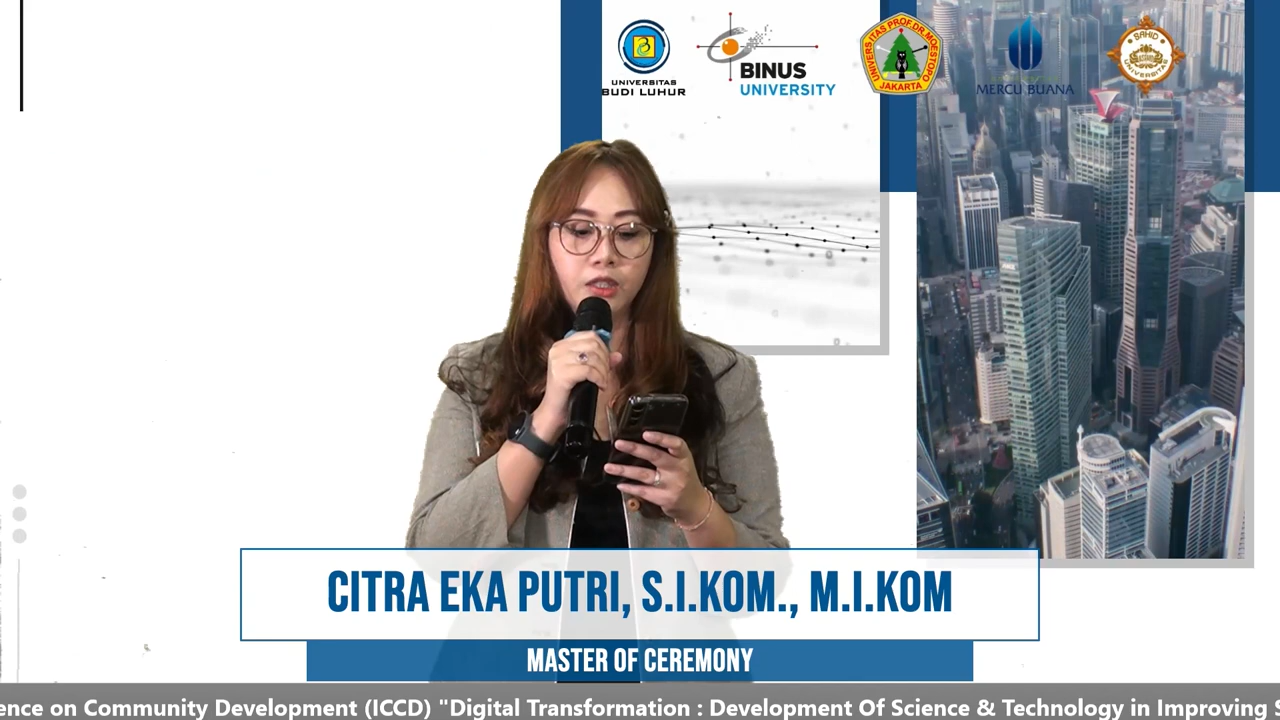 UNIVERSITAS
BUDI LUHUR
BINUS
UNIVERSITY
UNIVERSITAS PROF.DR.MOESTOPO
JAKARTA
MERCU BUANA
SAHID
UNIVERSITAS
CITRA EKA PUTRI, S.I.KOM., M.I.KOM
MASTER OF CEREMONY
ence on Community Development (ICCD) "Digital Transformation : Development Of Science & Technology in Improving S